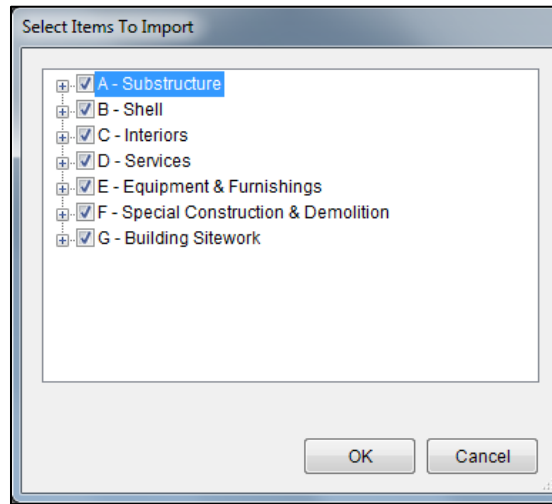 Select Items To Import
A - Substructure
B - Shell
C - Interiors
D - Services
E - Equipment & Furnishings
F - Special Construction & Demolition
G - Building Sitework
OK Cancel